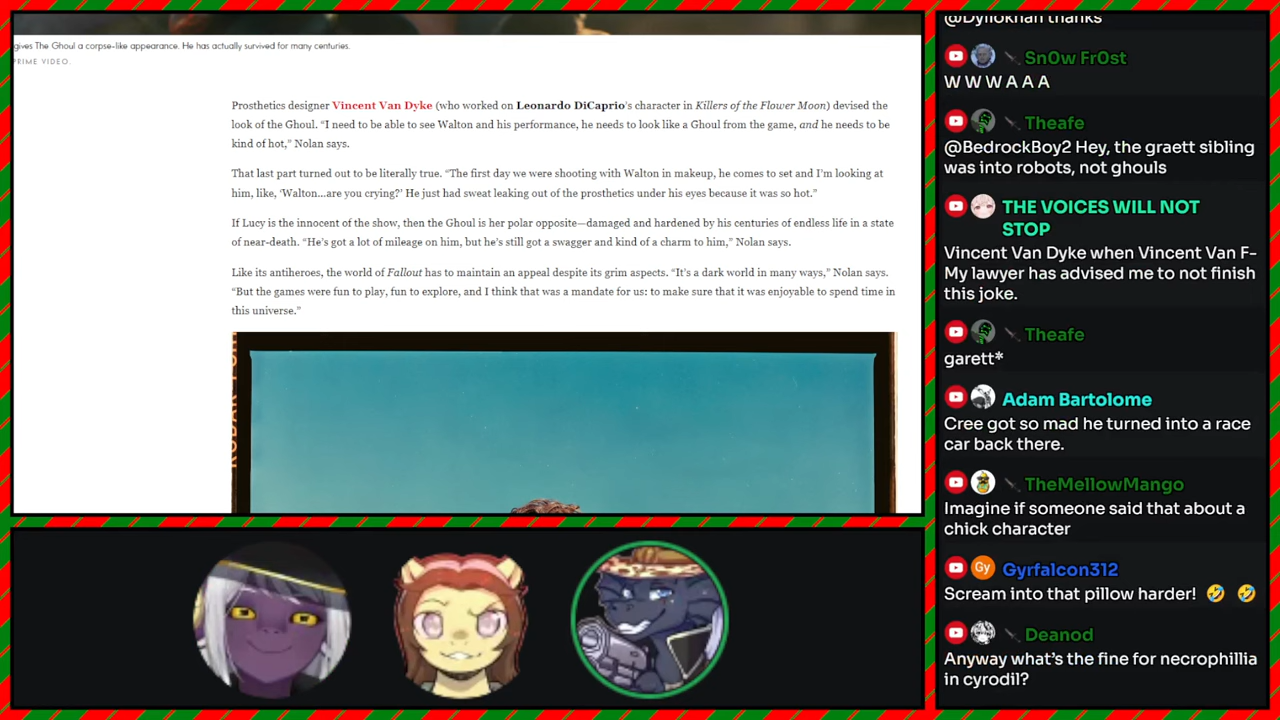 gives The Ghoul a corpse-like appearance. He has actually survived for many centuries.
PRIME VIDEO.
Prosthetics designer Vincent Van Dyke (who worked on Leonardo DiCaprio's character in Killers of the Flower Moon) devised the
look of the Ghoul. “I need to be able to see Walton and his performance, he needs to look like a Ghoul from the game, and he needs to be
kind of hot,” Nolan says.
That last part turned out to be literally true. “The first day we were shooting with Walton in makeup, he comes to set and I'm looking at
him, like, ‘Walton...are you crying?’ He just had sweat leaking out of the prosthetics under his eyes because it was so hot.”
If Lucy is the innocent of the show, then the Ghoul is her polar opposite—damaged and hardened by his centuries of endless life in a state
of near-death. “He's got a lot of mileage on him, but he's still got a swagger and kind of a charm to him,” Nolan says.
Like its antiheroes, the world of Fallout has to maintain an appeal despite its grim aspects. “It's a dark world in many ways,” Nolan says.
“But the games were fun to play, fun to explore, and I think that was a mandate for us: to make sure that it was enjoyable to spend time in
this universe.”
@Dyllokhan thanks
Sn0w Fr0st
W W W A A A
Theafe
@BedrockBoy2 Hey, the graett sibling
was into robots, not ghouls
THE VOICES WILL NOT
STOP
Vincent Van Dyke when Vincent Van F-
My lawyer has advised me to not finish
this joke.
Theafe
garett*
Adam Bartolome
Cree got so mad he turned into a race
car back there.
TheMellowMango
Imagine if someone said that about a
chick character
Gy
Gyrfalcon312
Scream into that pillow harder! 🤣 🤣
Deanod
Anyway what's the fine for necrophillia
in cyrodil?